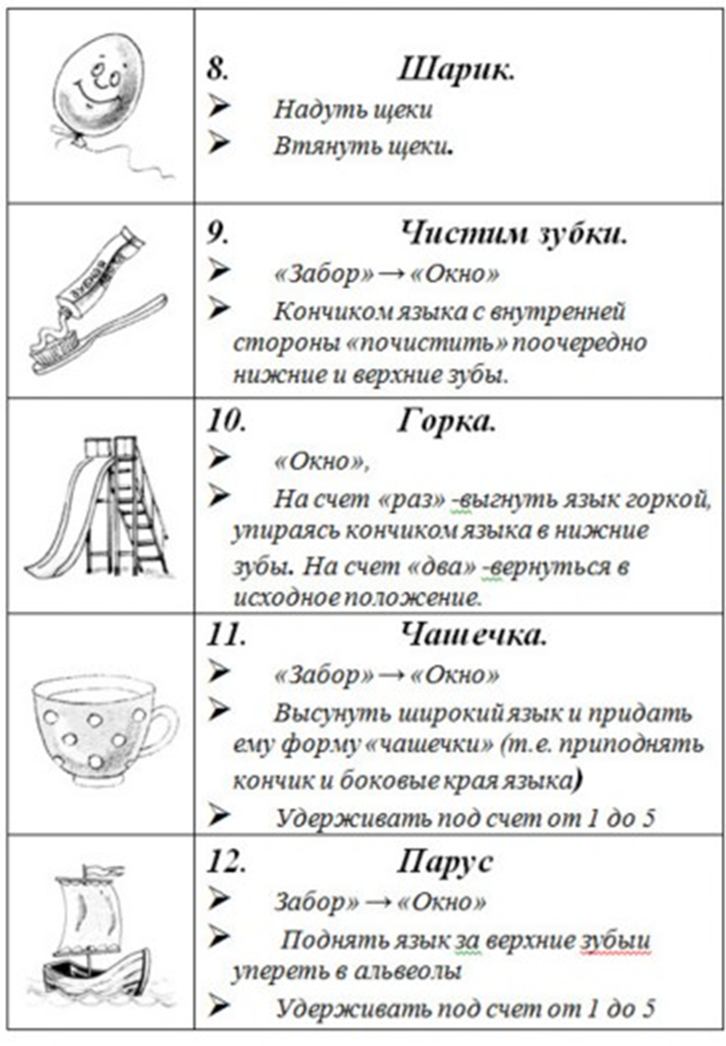 8. Шарик.
➢ Надуть щеки
➢ Втянуть щеки.
ЗУБНАЯ
9. Чистим зубки.
➢ «Забор» → «Окно»
➢ Кончиком языка с внутренней
стороны «почистить» поочередно
нижние и верхние зубы.
10. Горка.
➢ «Окно»,
➢ На счет «раз» -выгнуть язык горкой,
упираясь кончиком языка в нижние
зубы. На счет «два» -вернуться в
исходное положение.
11. Чашечка.
➢ «Забор» → «Окно»
➢ Высунуть широкий язык и придать
ему форму «чашечки» (т.е. приподнять
кончик и боковые края языка)
➢ Удерживать под счет от 1 до 5
12. Парус
➢ Забор» → «Окно»
➢ Поднять язык за верхние зубыи
упереть в альвеолы
➢ Удерживать под счет от 1 до 5